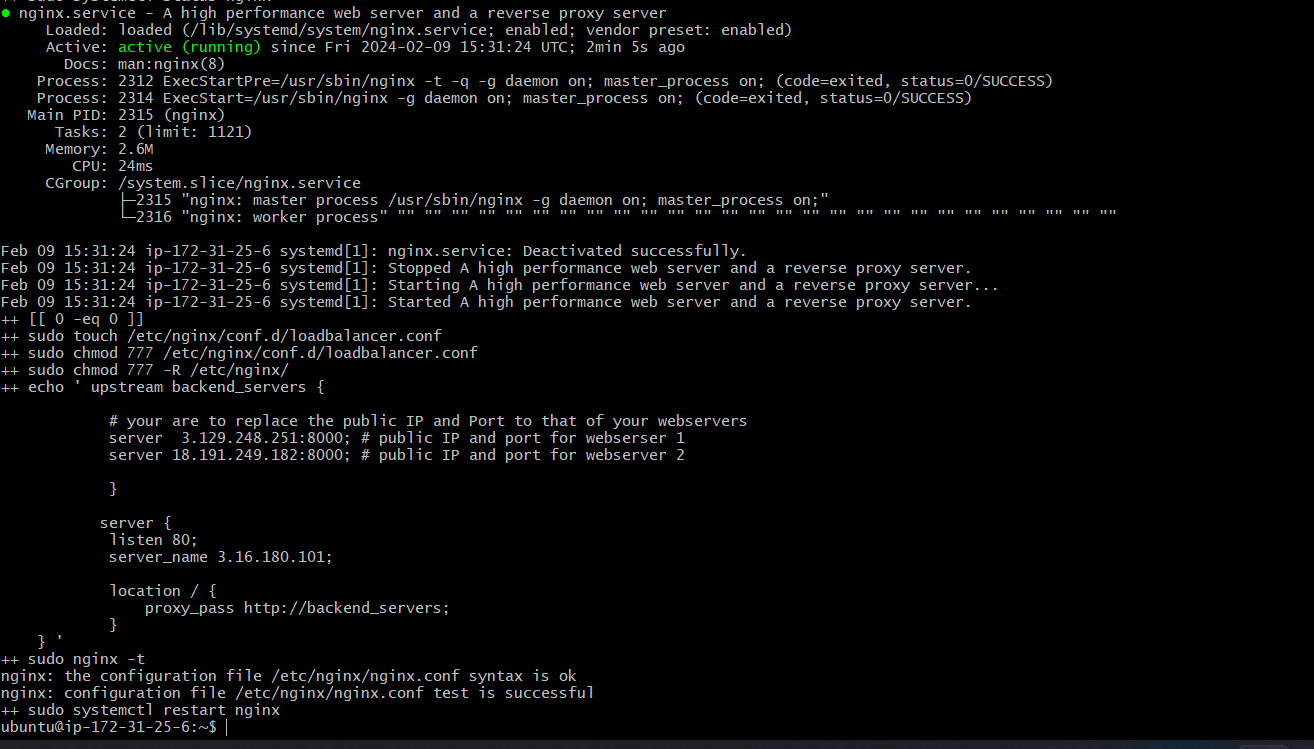 ● nginx.service - A high performance web server and a reverse proxy server
     Loaded: loaded (/lib/systemd/system/nginx.service; enabled; vendor preset: enabled)
     Active: active (running) since Fri 2024-02-09 15:31:24 UTC; 2min 5s ago
       Docs: man:nginx(8)
    Process: 2312 ExecStartPre=/usr/sbin/nginx -t -q -g daemon on; master_process on; (code=exited, status=0/SUCCESS)
    Process: 2314 ExecStart=/usr/sbin/nginx -g daemon on; master_process on; (code=exited, status=0/SUCCESS)
   Main PID: 2315 (nginx)
      Tasks: 2 (limit: 1121)
     Memory: 2.6M
        CPU: 24ms
     CGroup: /system.slice/nginx.service
             ├─2315 "nginx: master process /usr/sbin/nginx -g daemon on; master_process on;"
             └─2316 "nginx: worker process" "" "" "" "" "" "" "" "" "" "" "" "" "" "" "" "" "" "" "" "" "" "" "" "" "" "" ""

Feb 09 15:31:24 ip-172-31-25-6 systemd[1]: nginx.service: Deactivated successfully.
Feb 09 15:31:24 ip-172-31-25-6 systemd[1]: Stopped A high performance web server and a reverse proxy server.
Feb 09 15:31:24 ip-172-31-25-6 systemd[1]: Starting A high performance web server and a reverse proxy server...
Feb 09 15:31:24 ip-172-31-25-6 systemd[1]: Started A high performance web server and a reverse proxy server.
++ [[ 0 -eq 0 ]]
++ sudo touch /etc/nginx/conf.d/loadbalancer.conf
++ sudo chmod 777 /etc/nginx/conf.d/loadbalancer.conf
++ sudo chmod 777 -R /etc/nginx/
++ echo ' upstream backend_servers {

            # your are to replace the public IP and Port to that of your webservers
            server  3.129.248.251:8000; # public IP and port for webserser 1
            server 18.191.249.182:8000; # public IP and port for webserver 2

            }

           server {
            listen 80;
            server_name 3.16.180.101;

            location / {
                proxy_pass http://backend_servers;
            }
    } '
++ sudo nginx -t
nginx: the configuration file /etc/nginx/nginx.conf syntax is ok
nginx: configuration file /etc/nginx/nginx.conf test is successful
++ sudo systemctl restart nginx
ubuntu@ip-172-31-25-6:~$